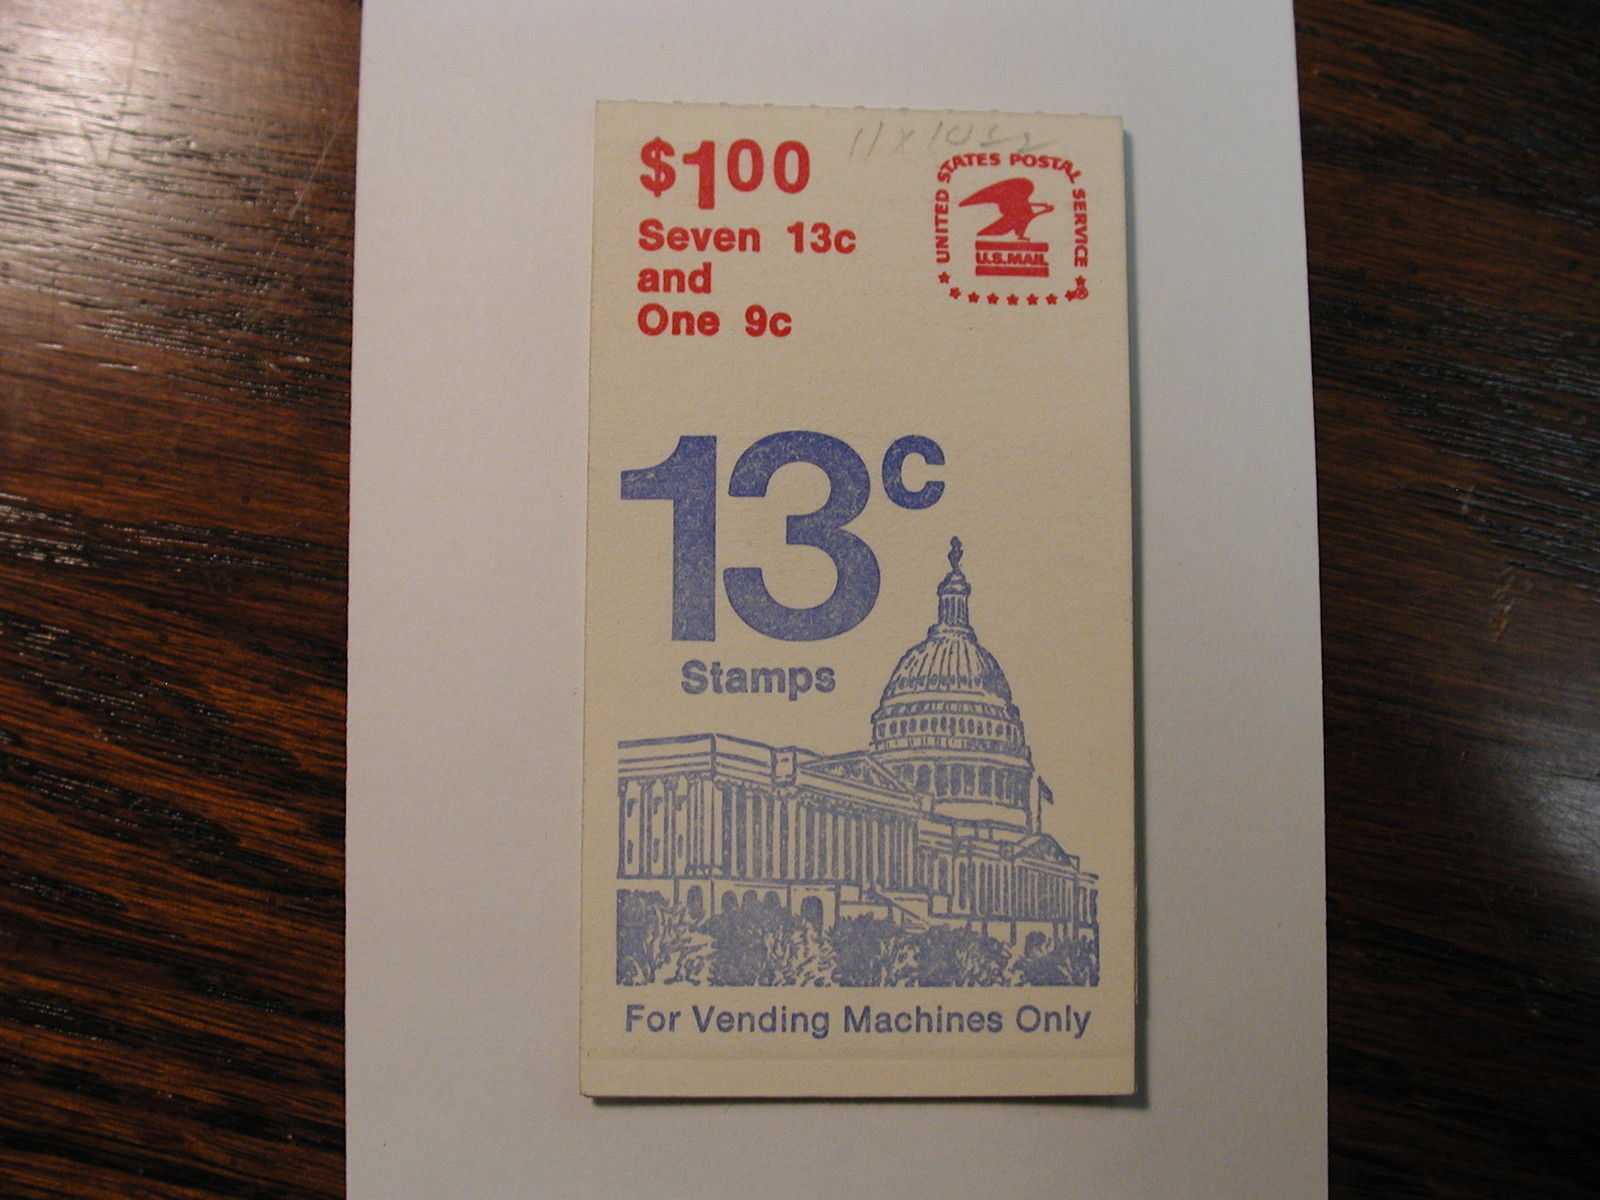 $1.00
Seven 13c
and
One 9c
UNITED STATES POSTAL SERVICE
U.S.MAIL
13c
Stamps
For Vending Machines Only